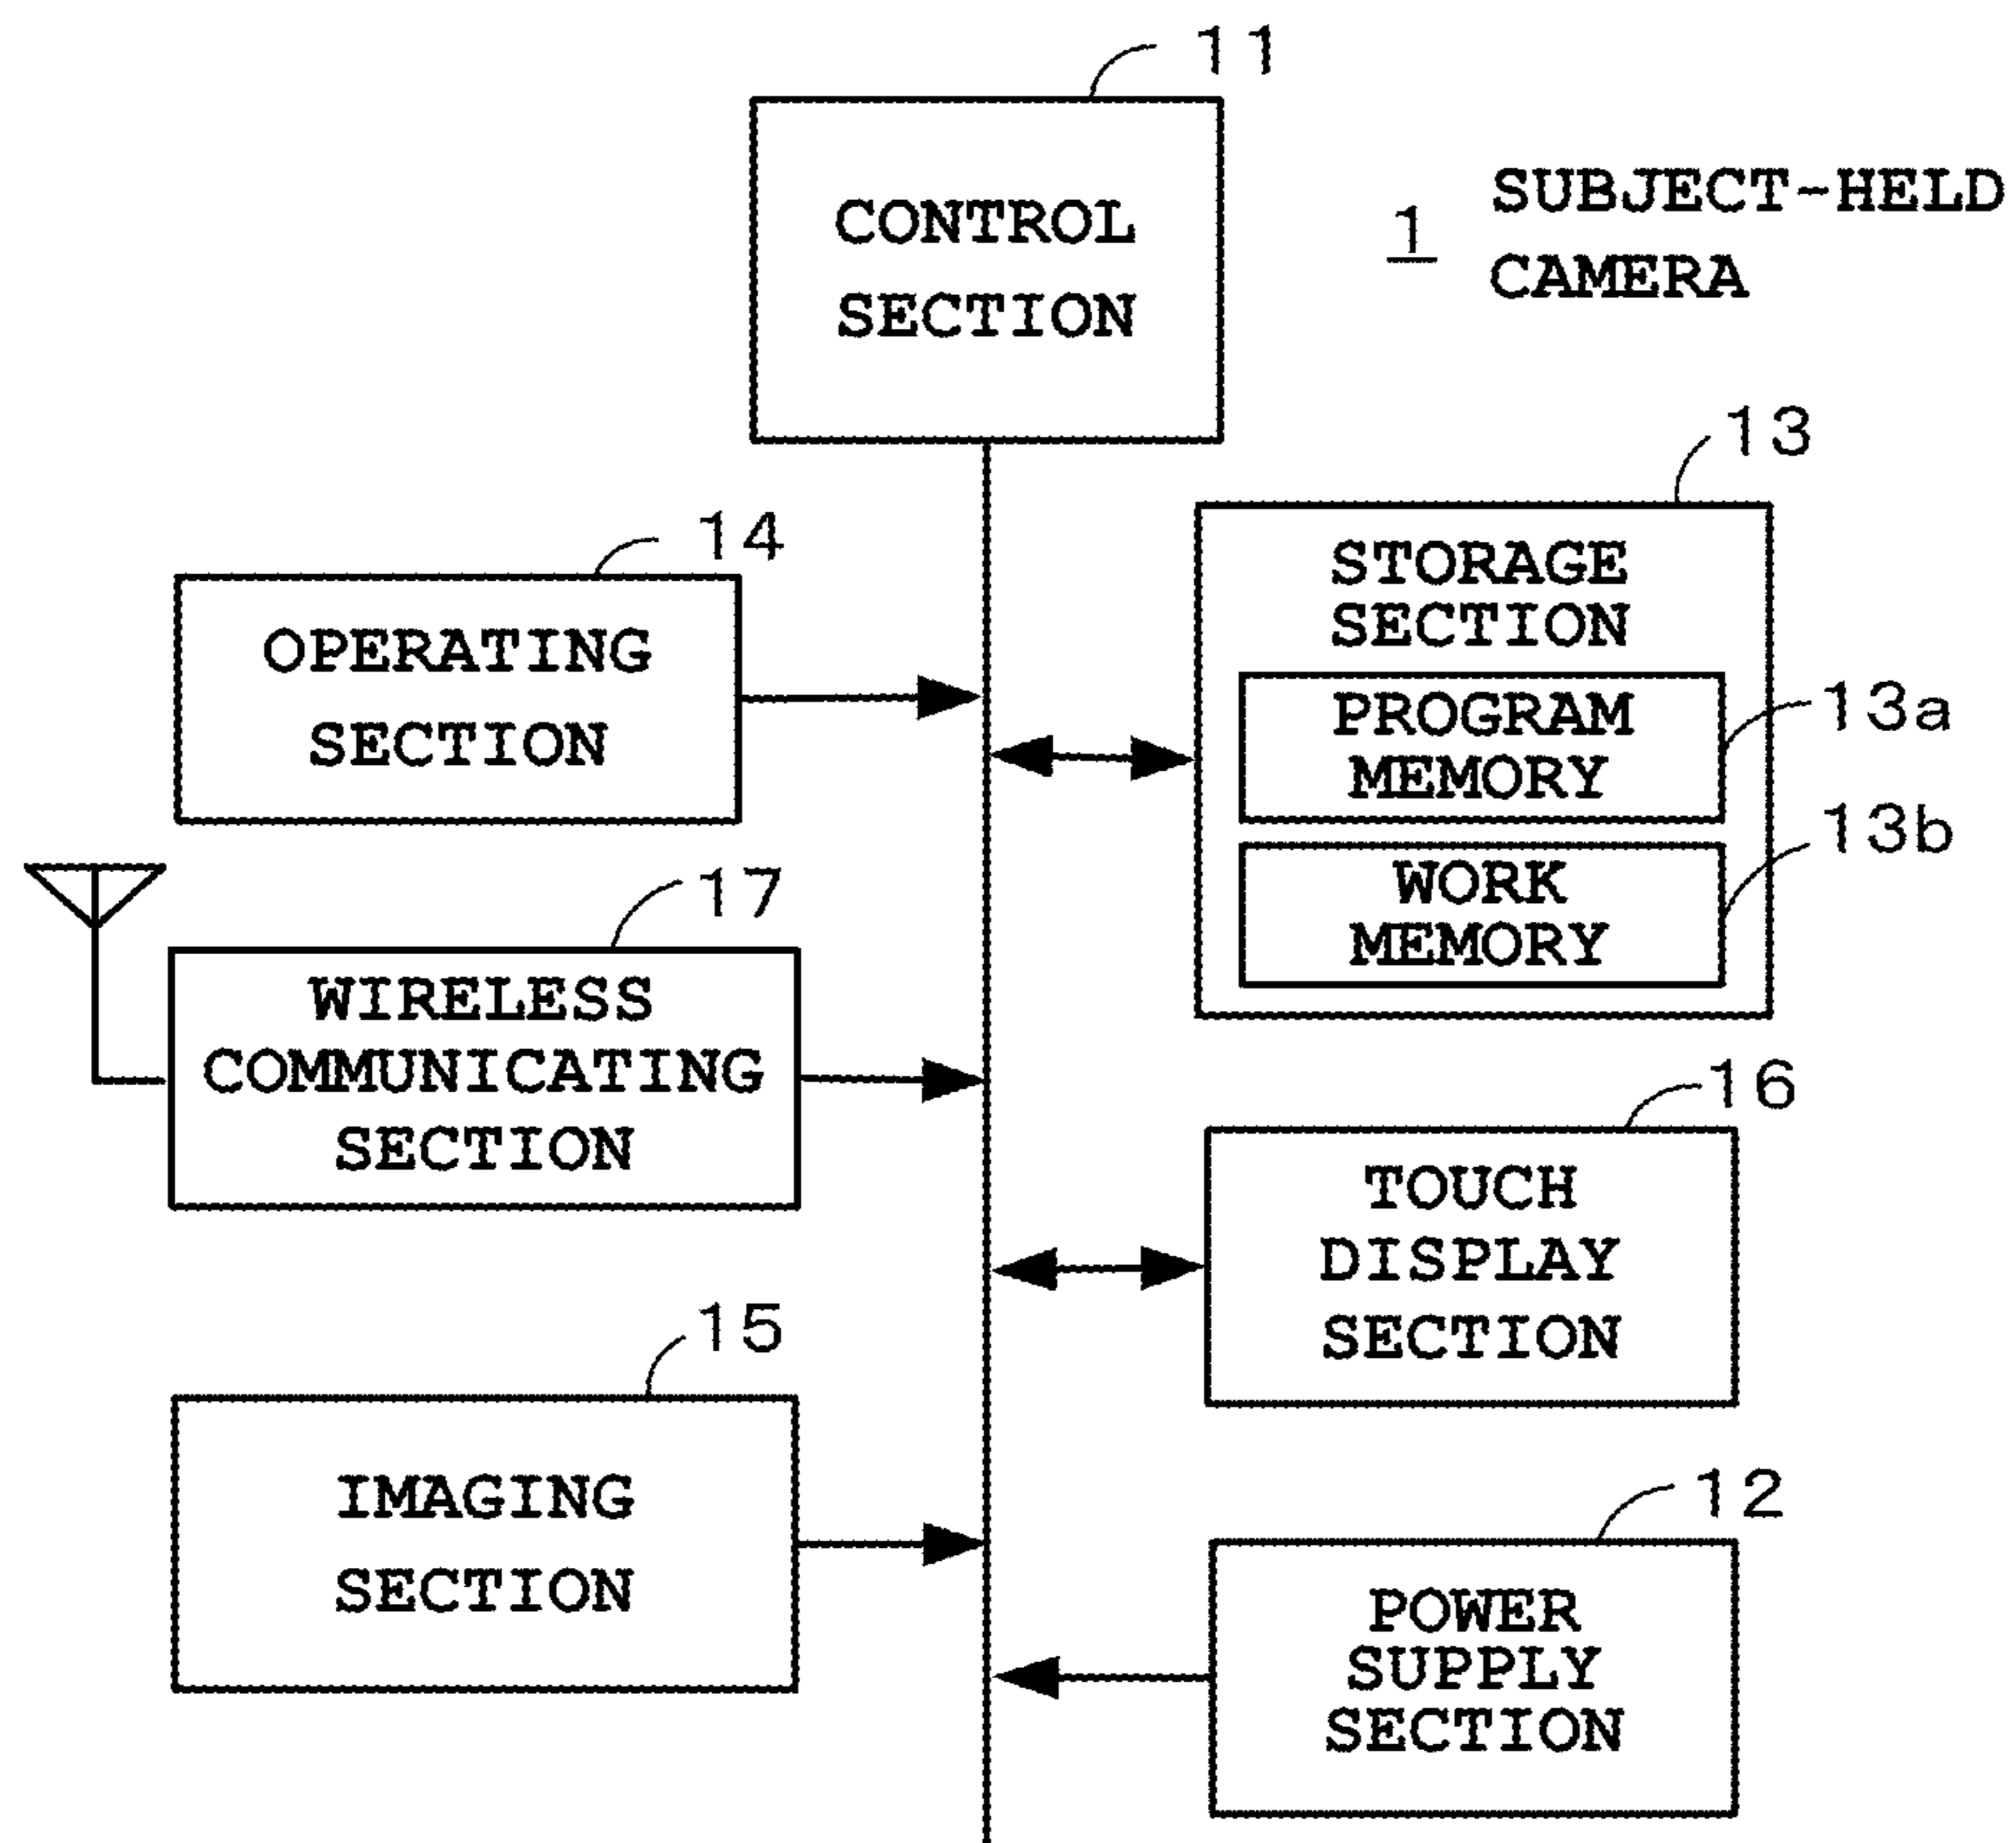 11
CONTROL
SECTION
1
SUBJECT-HELD
CAMERA
13
STORAGE
SECTION
PROGRAM
MEMORY
13a
WORK
MEMORY
13b
14
OPERATING
SECTION
17
WIRELESS
COMMUNICATING
SECTION
16
TOUCH
DISPLAY
SECTION
15
IMAGING
SECTION
12
POWER
SUPPLY
SECTION